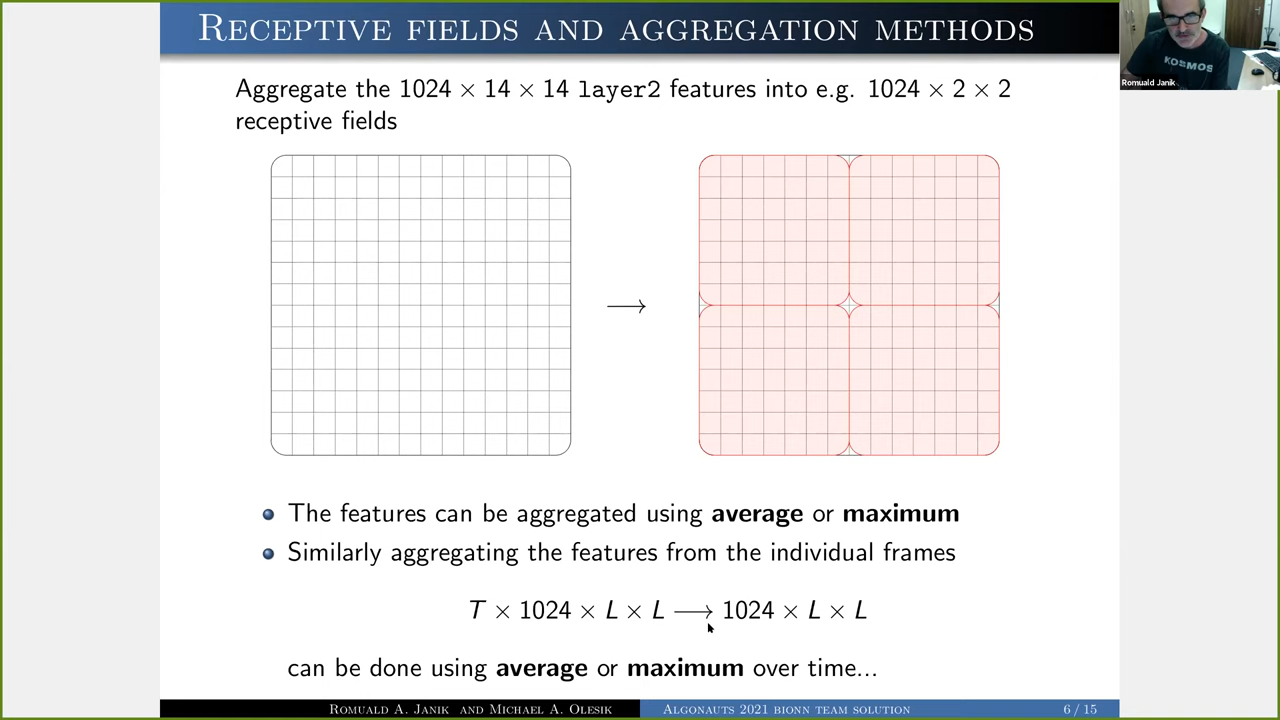 RECEPTIVE FIELDS AND AGGREGATION METHODS
KOSMOS
Romuald Janik
Aggregate the 1024 × 14 × 14 layer2 features into e.g. 1024 × 2 × 2
receptive fields
⟶
The features can be aggregated using average or maximum
Similarly aggregating the features from the individual frames
T × 1024 × L × L ⟶ 1024 × L × L
can be done using average or maximum over time...
ROMUALD A. JANIK AND MICHAEL A. OLESIK
ALGONAUTS 2021 BIONN TEAM SOLUTION
6 / 15